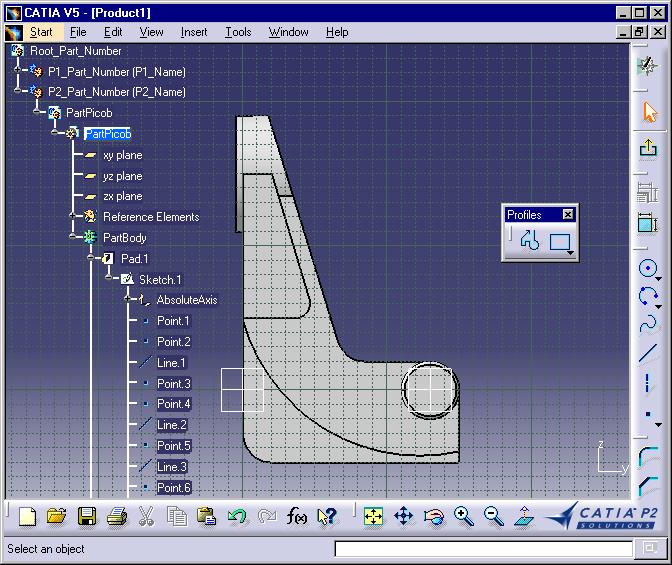 CATIA V5 - [Product1]
Start Edit View Insert Tools Window Help
Root_Part_Number
P1_Part_Number (P1_Name)
P2_Part_Number (P2_Name)
PartPicob
PartPicob
xy plane
yz plane
zx plane
Reference Elements
PartBody
Pad.1
Sketch.1
AbsoluteAxis
Point.1
Point.2
Line.1
Point.3
Point.4
Line.2
Point.5
Line.3
Point.6
Profiles
z
y
f(x)
?
CATIA P2
SOLUTIONS
Select an object